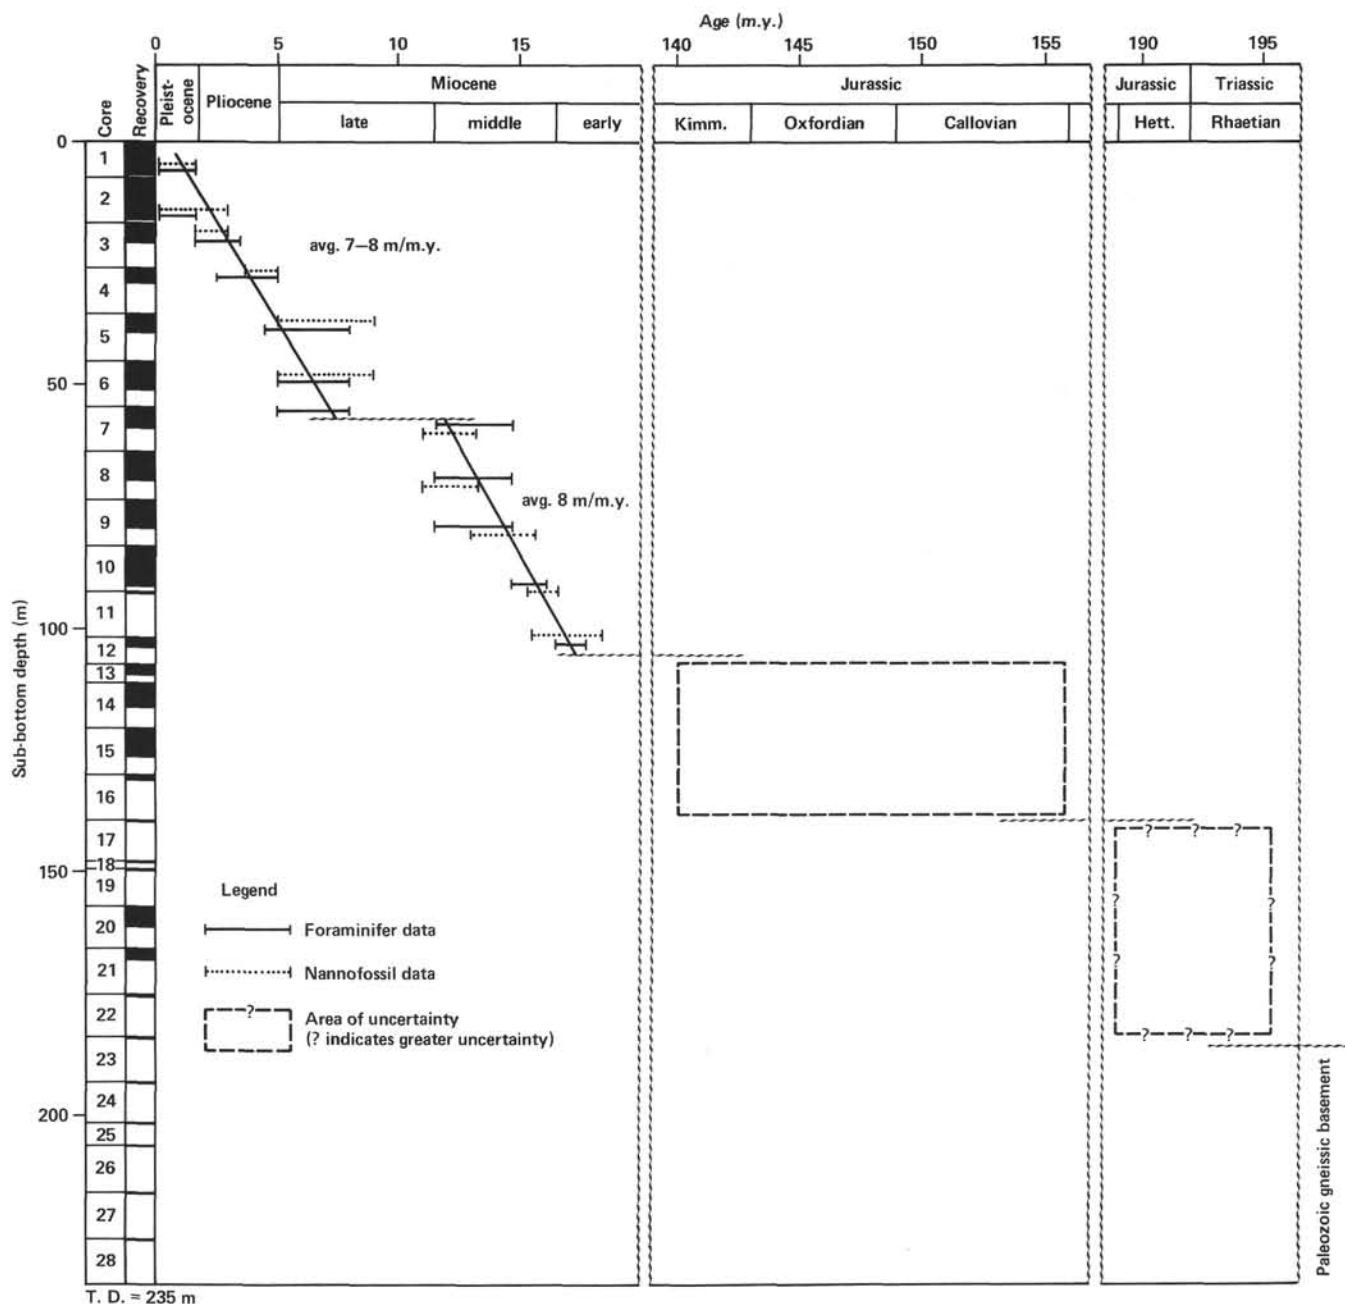 Age (m.y.)
0 5 10 15 140 145 150 155 190 195
Core
Recovery
Pleist-
ocene
Pliocene
Miocene
late
middle
early
Jurassic
Kimm.
Oxfordian
Callovian
Jurassic
Hett.
Triassic
Rhaetian
Sub-bottom depth (m)
0
50
100
150
200
1
2
3
4
5
6
7
8
9
10
11
12
13
14
15
16
17
18
19
20
21
22
23
24
25
26
27
28
avg. 7–8 m/m.y.
avg. 8 m/m.y.
? ? ?
? ?
? ?
? ? ?
Legend
Foraminifer data
Nannofossil data
?
Area of uncertainty
(? indicates greater uncertainty)
Paleozoic gneissic basement
T. D. = 235 m